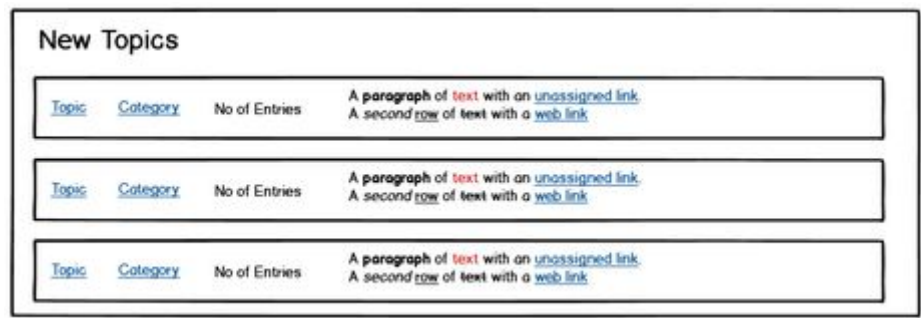 New Topics
Topic Category No of Entries A paragraph of text with an unassigned link.
A second row of text with a web link
Topic Category No of Entries A paragraph of text with an unassigned link.
A second row of text with a web link
Topic Category No of Entries A paragraph of text with an unassigned link.
A second row of text with a web link